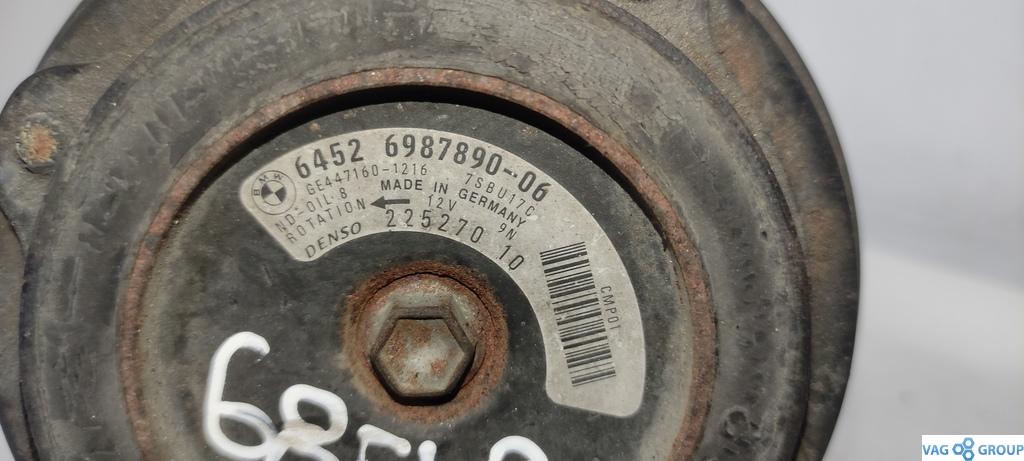 BMW
6452 6987890-06
GE447160-1216 7SBU17C
ND-OIL 8 MADE IN GERMANY
ROTATION 12V 9N
DENSO 225270 10
CMP01
VAG GROUP